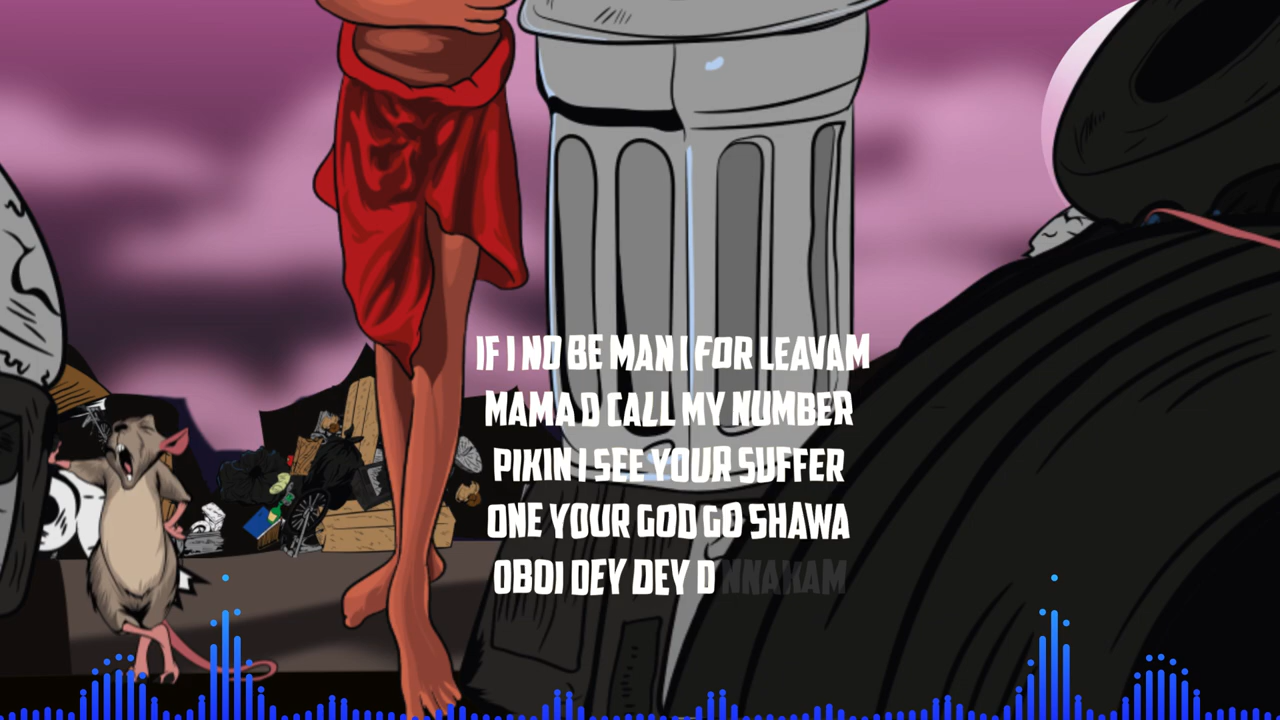 IF I NO BE MAN I FOR LEAVAM
MAMA D CALL MY NUMBER
PIKIN I SEE YOUR SUFFER
ONE YOUR GOD GO SHAWA
OBOI DEY DEY DNNAHAM